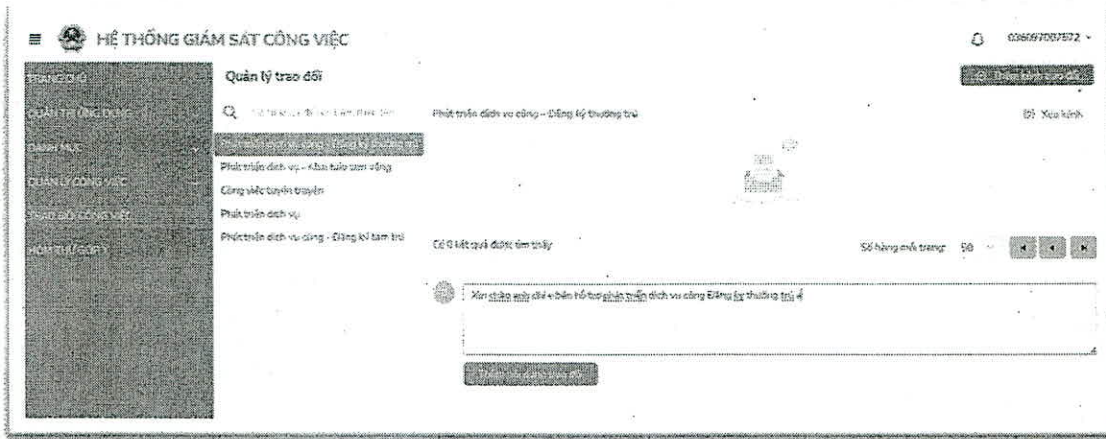 HỆ THỐNG GIÁM SÁT CÔNG VIỆC
036097007572
TRANG CHỦ
Quản lý trao đổi
QUẢN TRỊ ỨNG DỤNG
Phát triển dịch vụ công - Đăng ký thường trú
Xóa kênh
DANH MỤC
Phát triển dịch vụ công - Đăng ký thường trú
QUẢN LÝ CÔNG VIỆC
Phát triển dịch vụ - Khai báo tạm vắng
Công việc tuyên truyền
TRAO ĐỔI CÔNG VIỆC
Phát triển dịch vụ
HÒM THƯ GÓP Ý
Phát triển dịch vụ công - Đăng ký tạm trú
Có 0 kết quả được tìm thấy
Số hàng mỗi trang: 50
Xin chào anh chị bên hỗ trợ phát triển dịch vụ công Đăng ký thường trú ạ